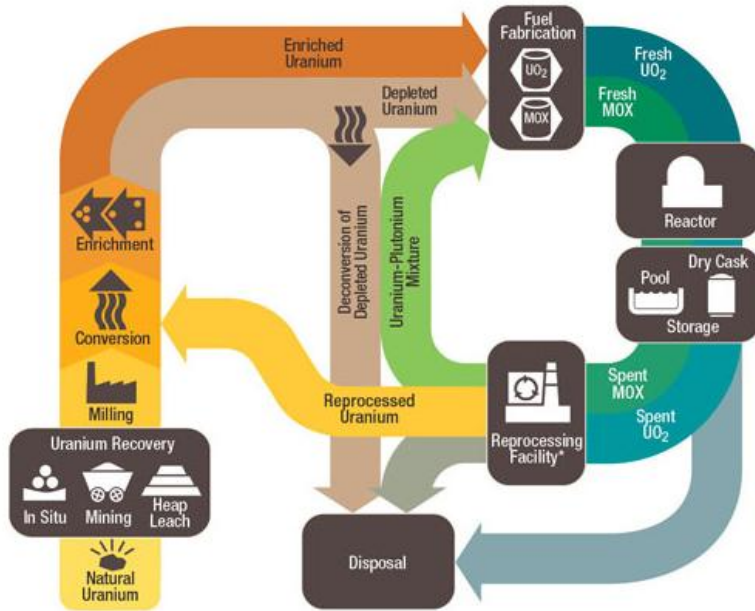 Fuel
Fabrication
UO2
MOX
Enriched
Uranium
Depleted
Uranium
Fresh
UO2
Fresh
MOX
Reactor
Dry Cask
Pool
Storage
Enrichment
Deconversion of
Depleted Uranium
Uranium-Plutonium
Mixture
Conversion
Milling
Reprocessed
Uranium
Spent
MOX
Spent
UO2
Reprocessing
Facility*
Uranium Recovery
In Situ
Mining
Heap
Leach
Natural
Uranium
Disposal